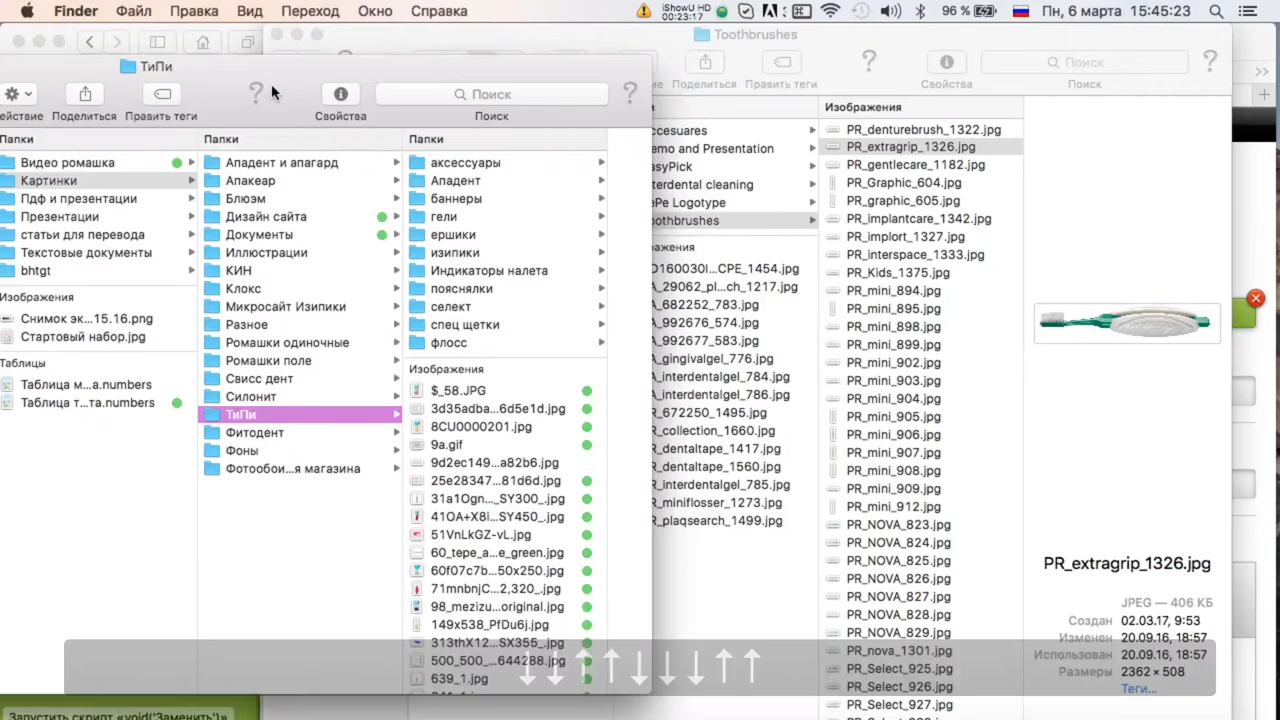 Finder Файл Правка Вид Переход Окно Справка
iShowU HD
00:23:17
96 %
Пн, 6 марта 15:45:23
ТиПи
Поделиться Править теги
Свойства
Поиск
Поиск
Папки
Видео ромашка
Картинки
Пдф и презентации
Презентации
статьи для перевода
Текстовые документы
bhtgt
Снимок эк...15.16.png
Стартовый набор.jpg
Таблицы
Таблица м...a.numbers
Таблица т...та.numbers
Папки
Ападент и апагард
Апакеар
Блюэм
Дизайн сайта
Документы
Иллюстрации
КИН
Клокс
Микросайт Изипики
Разное
Ромашки одиночные
Ромашки поле
Свисс дент
Силонит
ТиПи
Фитодент
Фоны
Фотообои...я магазина
Папки
аксессуары
Ападент
баннеры
гели
ершики
изипики
Индикаторы налета
пояснялки
селект
спец щетки
флосс
Изображения
$_58.JPG
3d35adba...6d5e1d.jpg
8CU0000201.jpg
9a.gif
9d2ec149...a82b6.jpg
25e28347...81d6d.jpg
31a1Ogn..._SY300_.jpg
41OA+X8i...SY450_.jpg
51VnLkGZ-vL.jpg
60_tepe_a...e_green.jpg
60f07c7b...50x250.jpg
71mnbnjC...2,320_.jpg
98_mezizu...original.jpg
149x538_PfDu6j.jpg
313thX2...SX355_.jpg
500_500_...644288.jpg
639_1.jpg
Toothbrushes
Поделиться Править теги
Свойства
Поиск
Поиск
ccesuares
emo and Presentation
asyPick
terdental cleaning
ePe Logotype
oothbrushes
D160030I...CPE_1454.jpg
A_29062_pl...ch_1217.jpg
A_682252_783.jpg
A_992676_574.jpg
A_992677_583.jpg
A_gingivalgel_776.jpg
A_interdentalgel_784.jpg
A_interdentalgel_786.jpg
R_672250_1495.jpg
R_collection_1660.jpg
R_dentaltape_1417.jpg
R_dentaltape_1560.jpg
R_interdentalgel_785.jpg
R_miniflosser_1273.jpg
R_plaqsearch_1499.jpg
Изображения
PR_denturebrush_1322.jpg
PR_extragrip_1326.jpg
PR_gentlecare_1182.jpg
PR_Graphic_604.jpg
PR_graphic_605.jpg
PR_implantcare_1342.jpg
PR_implort_1327.jpg
PR_interspace_1333.jpg
PR_Kids_1375.jpg
PR_mini_894.jpg
PR_mini_895.jpg
PR_mini_898.jpg
PR_mini_899.jpg
PR_mini_902.jpg
PR_mini_903.jpg
PR_mini_904.jpg
PR_mini_905.jpg
PR_mini_906.jpg
PR_mini_907.jpg
PR_mini_908.jpg
PR_mini_909.jpg
PR_mini_912.jpg
PR_NOVA_823.jpg
PR_NOVA_824.jpg
PR_NOVA_825.jpg
PR_NOVA_826.jpg
PR_NOVA_827.jpg
PR_NOVA_828.jpg
PR_NOVA_829.jpg
PR_nova_1301.jpg
PR_Select_925.jpg
PR_Select_926.jpg
PR_Select_927.jpg
PR_extragrip_1326.jpg
JPEG — 406 КБ
Создан 02.03.17, 9:53
Изменен 20.09.16, 18:57
Использован 20.09.16, 18:57
Размеры 2362 × 508
Теги...
↓↓↑↑↓↓↓↑↑
Запустить скрипт «void('Заменить')»